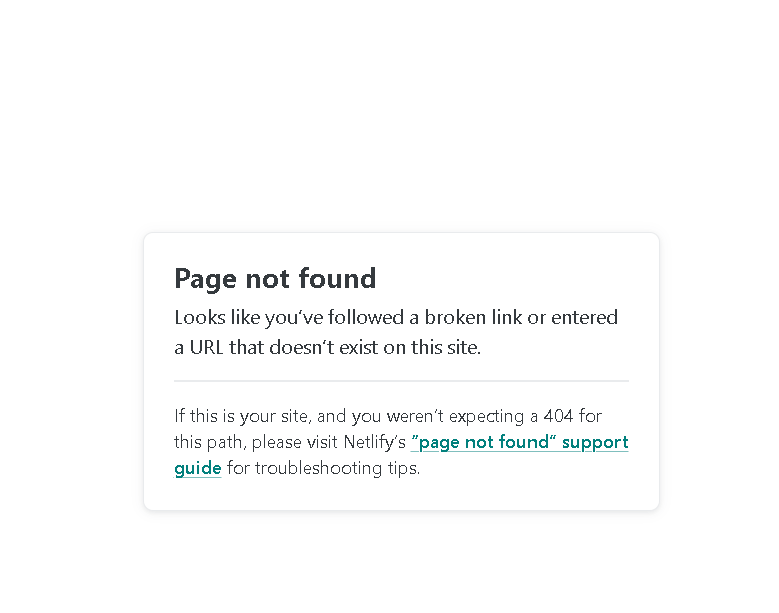 Page not found
Looks like you’ve followed a broken link or entered
a URL that doesn’t exist on this site.
If this is your site, and you weren’t expecting a 404 for
this path, please visit Netlify’s “page not found” support
guide for troubleshooting tips.